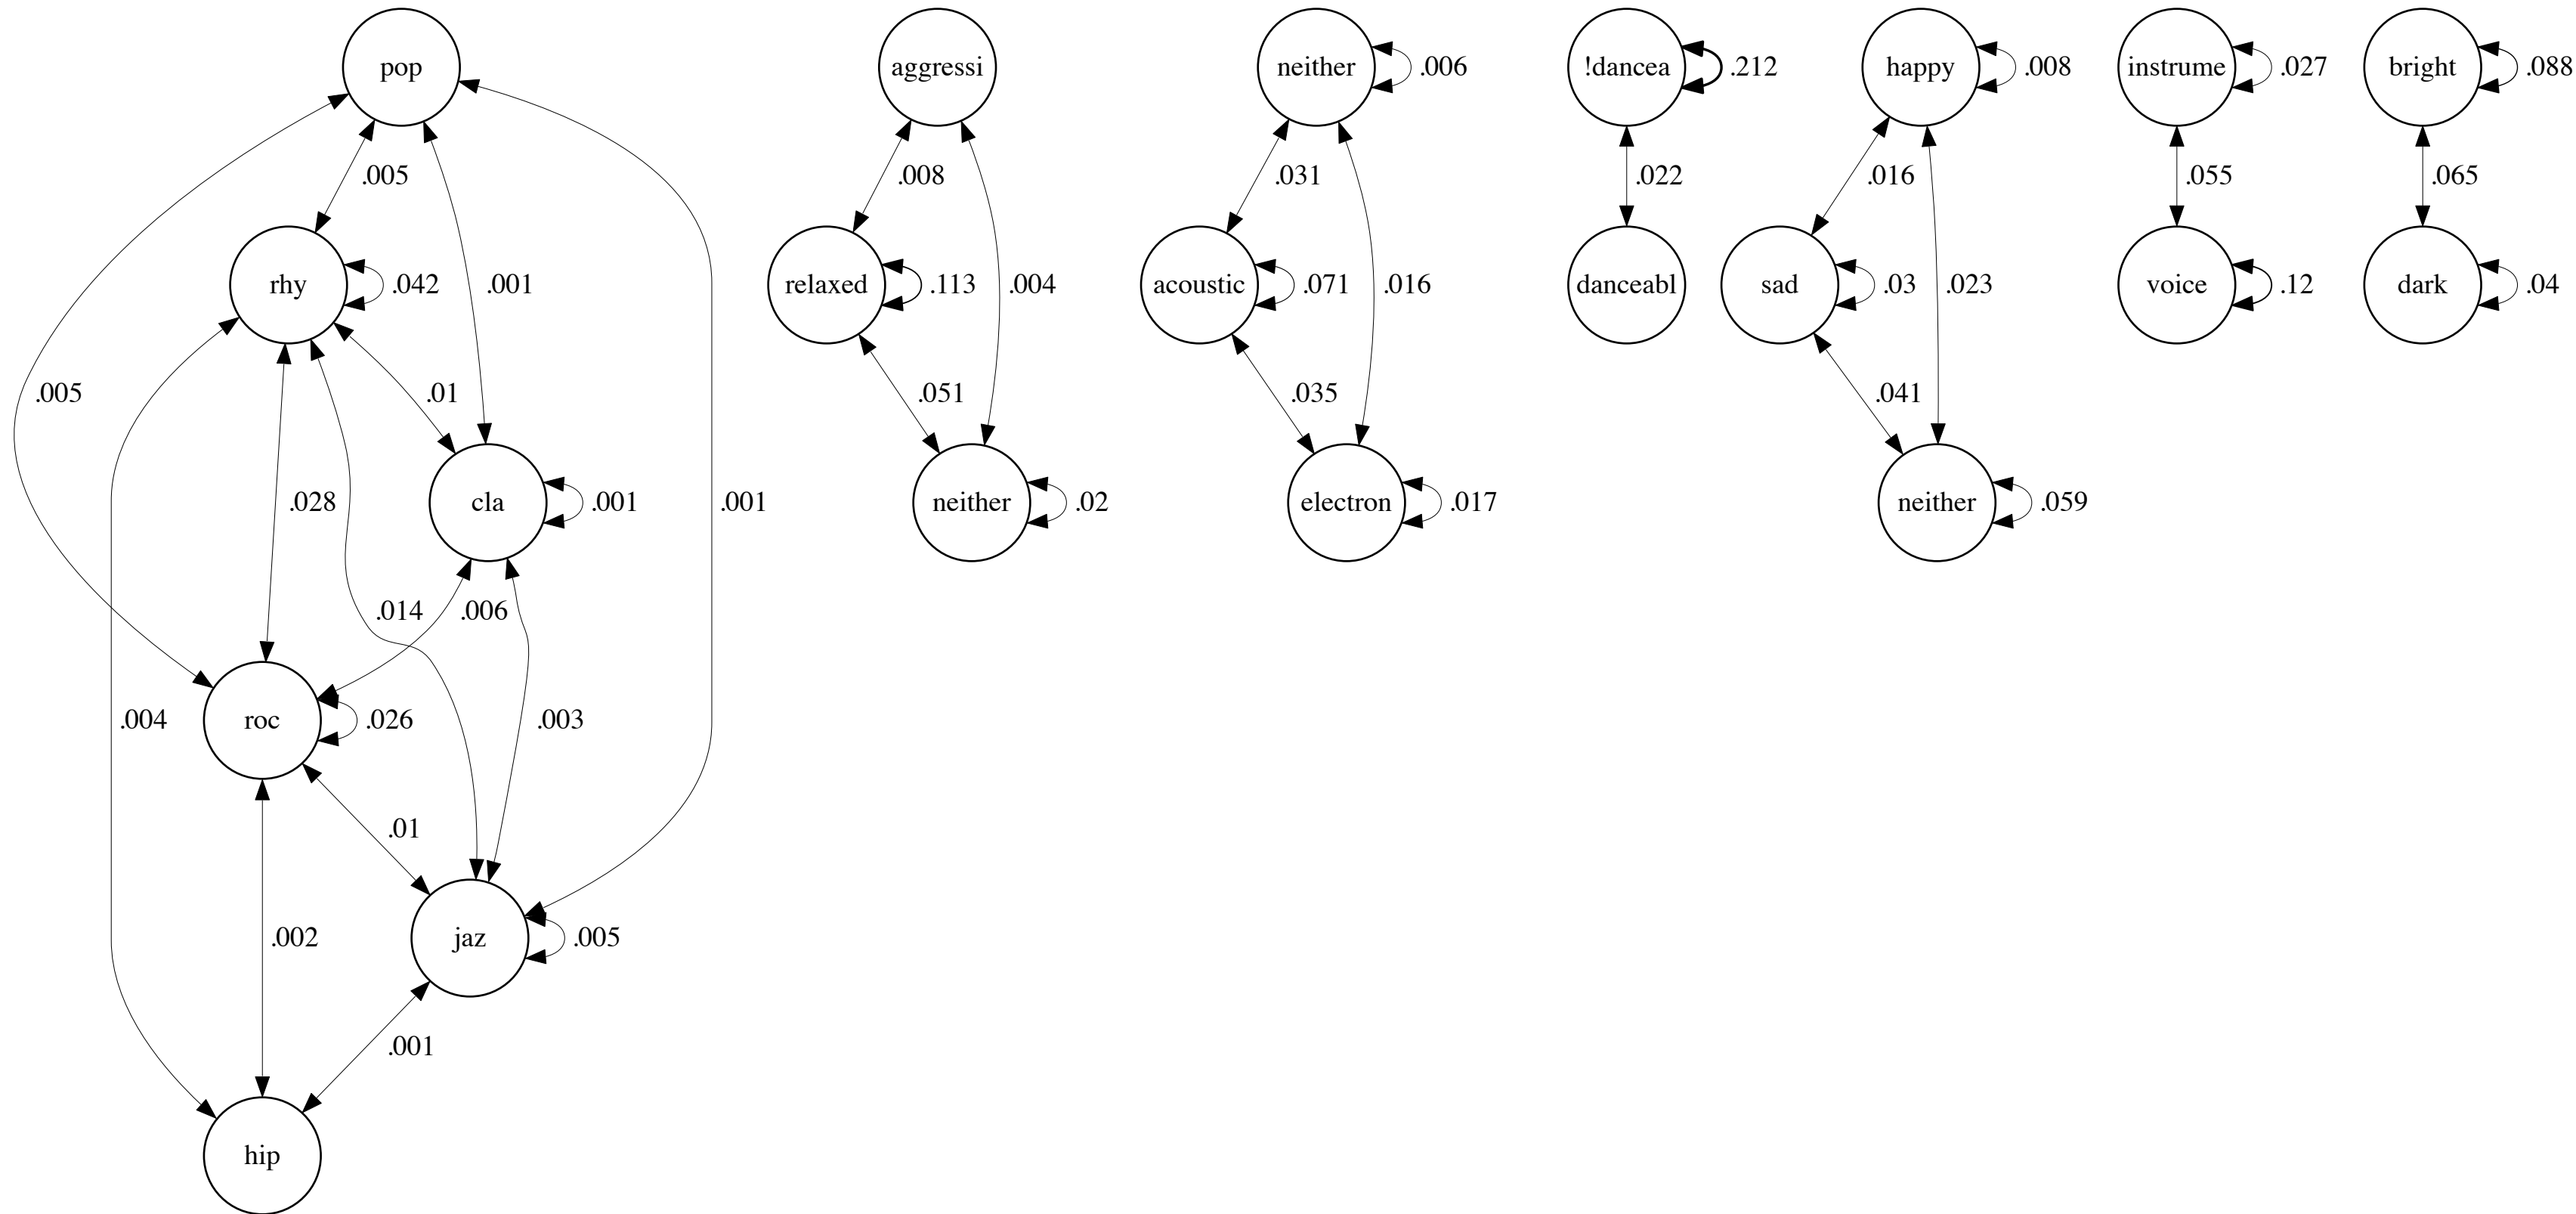 pop
aggressi
neither
.006
!dancea
.212
happy
.008
instrume
.027
bright
.088
.005
.008
.031
.022
.016
.055
.065
rhy
.042
.001
relaxed
.113
.004
acoustic
.071
.016
danceabl
sad
.03
.023
voice
.12
dark
.04
.005
.01
.051
.035
.041
.028
cla
.001
.001
neither
.02
electron
.017
neither
.059
.014
.006
.004
roc
.026
.003
.01
.002
jaz
.005
.001
hip